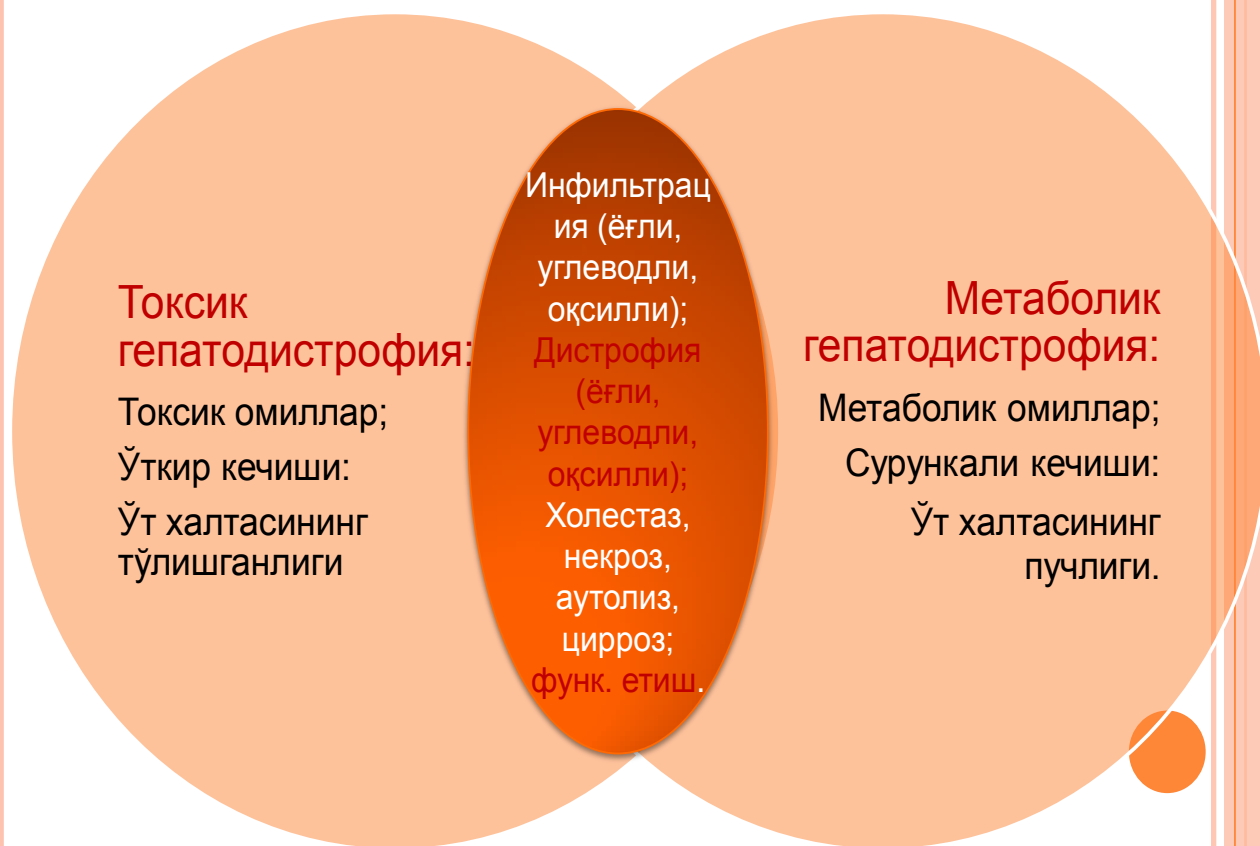 Токсик
гепатодистрофия:
Токсик омиллар;
Ўткир кечиши:
Ўт халтасининг
тўлишганлиги
Инфильтрац
ия (ёғли,
углеводли,
оқсилли);
Дистрофия
(ёғли,
углеводли,
оқсилли);
Холестаз,
некроз,
аутолиз,
цирроз;
функ. етиш.
Метаболик
гепатодистрофия:
Метаболик омиллар;
Сурункали кечиши:
Ўт халтасининг
пучлиги.